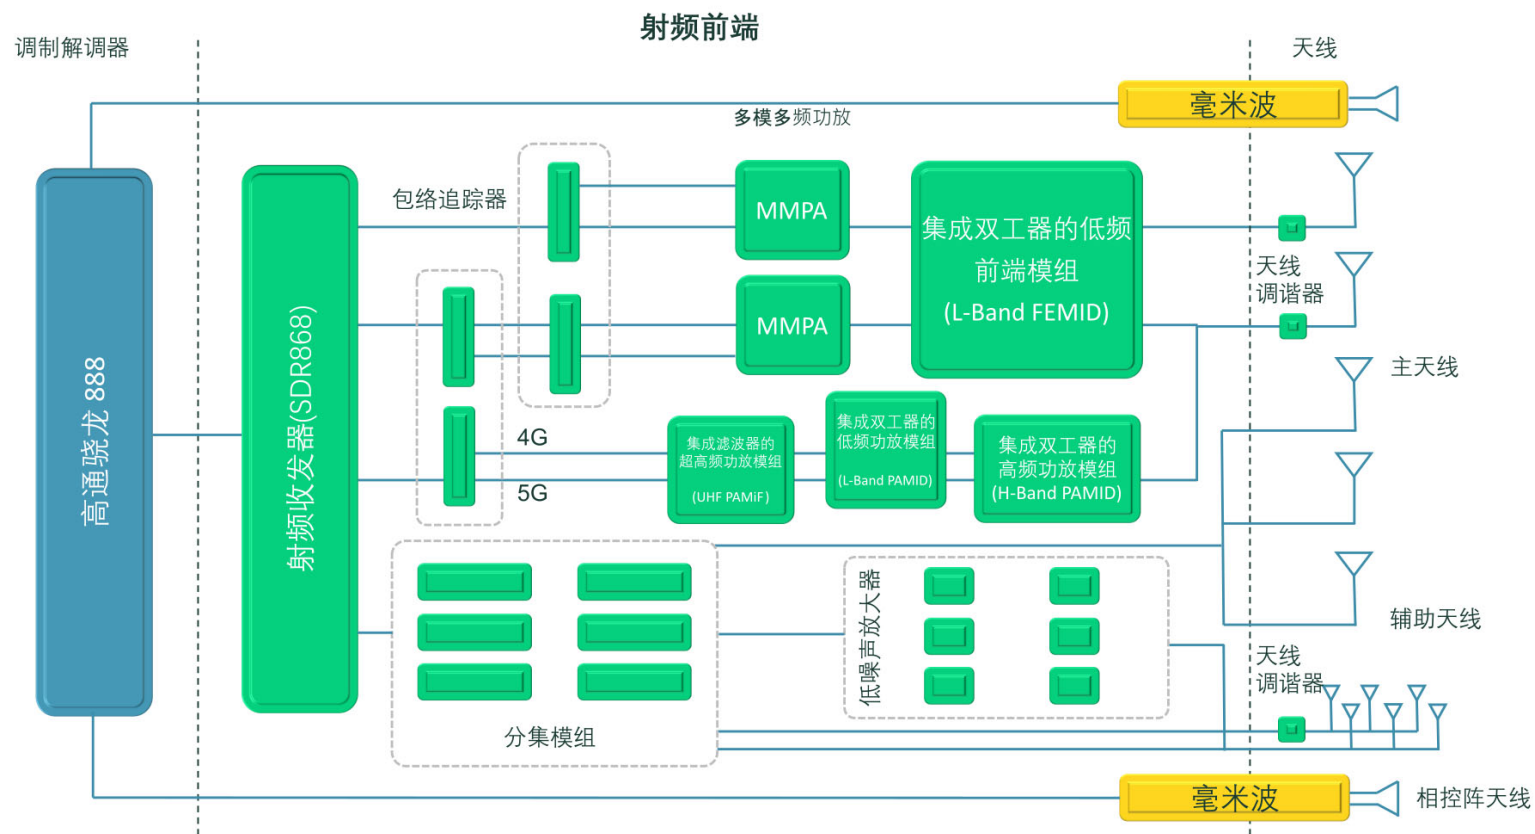 射频前端
调制解调器
天线
毫米波
多模多频功放
包络追踪器
MMPA
集成双工器的低频
前端模组
(L-Band FEMID)
天线
调谐器
MMPA
高通骁龙 888
射频收发器(SDR868)
主天线
4G
5G
集成滤波器的
超高频功放模组
(UHF PAMiF)
集成双工器的
低频功放模组
(L-Band PAMID)
集成双工器的
高频功放模组
(H-Band PAMID)
低噪声放大器
辅助天线
天线
调谐器
分集模组
毫米波
相控阵天线